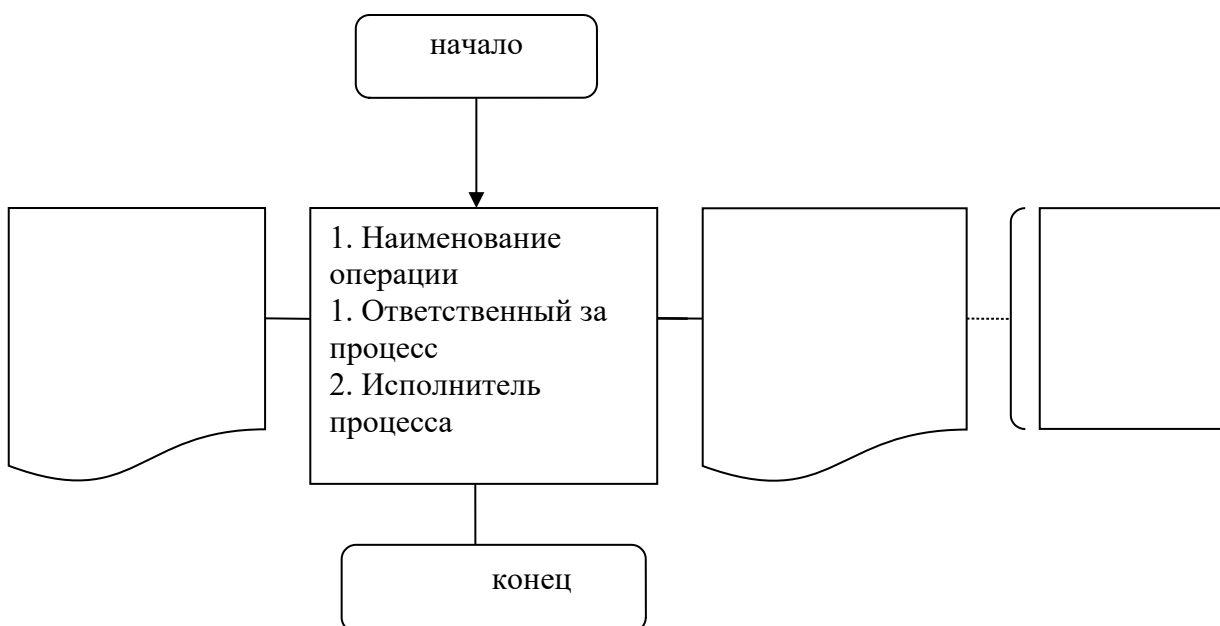 начало
1. Наименование
операции
1. Ответственный за
процесс
2. Исполнитель
процесса
конец